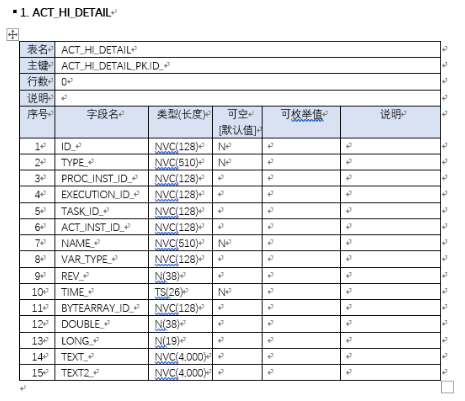 1. ACT_HI_DETAIL
表名 ACT_HI_DETAIL
主键 ACT_HI_DETAIL_PK.ID_
行数 0
说明
序号 字段名 类型(长度) 可空[默认值] 可枚举值 说明
1 ID_ NVC(128) N
2 TYPE_ NVC(510) N
3 PROC_INST_ID_ NVC(128)
4 EXECUTION_ID_ NVC(128)
5 TASK_ID_ NVC(128)
6 ACT_INST_ID_ NVC(128)
7 NAME_ NVC(510) N
8 VAR_TYPE_ NVC(128)
9 REV_ N(38)
10 TIME_ TS(26) N
11 BYTEARRAY_ID_ NVC(128)
12 DOUBLE_ N(38)
13 LONG_ N(19)
14 TEXT_ NVC(4,000)
15 TEXT2_ NVC(4,000)